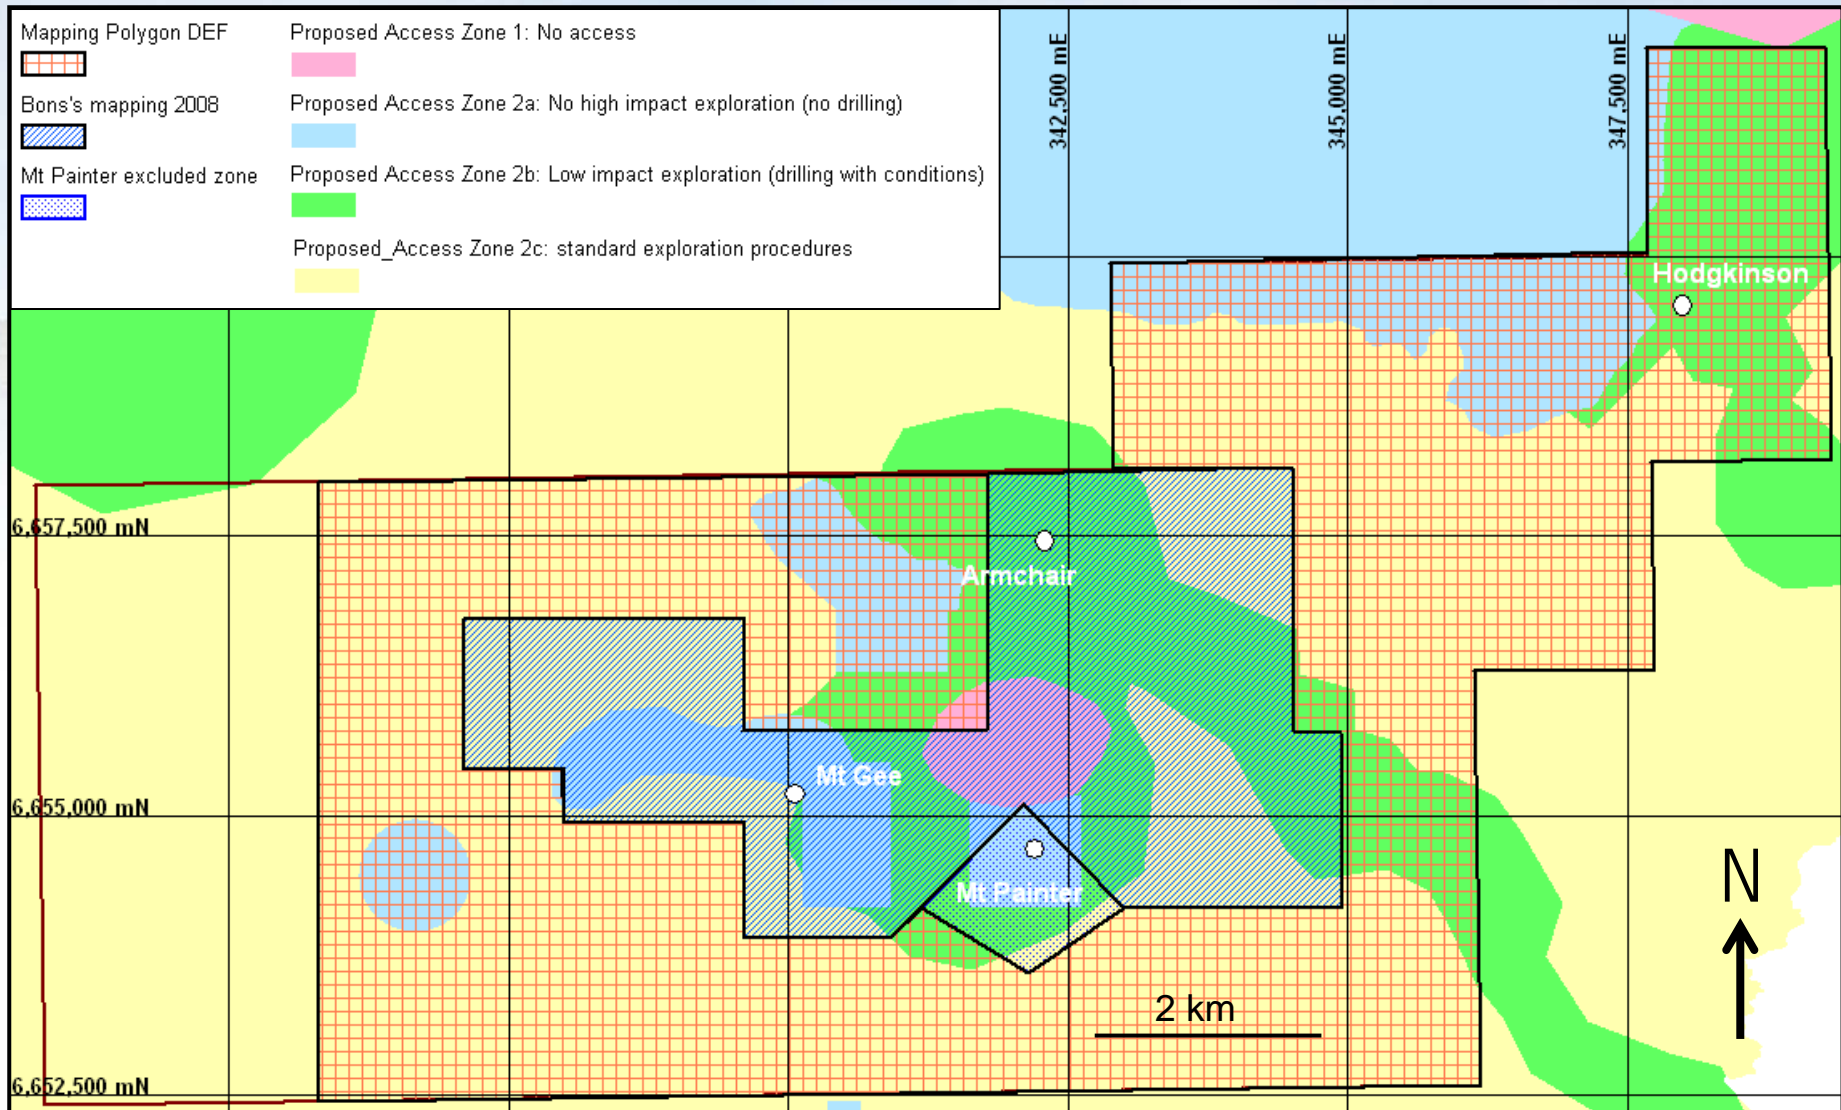 Mapping Polygon DEF
Bons's mapping 2008
Mt Painter excluded zone
Proposed Access Zone 1: No access
Proposed Access Zone 2a: No high impact exploration (no drilling)
Proposed Access Zone 2b: Low impact exploration (drilling with conditions)
Proposed_Access Zone 2c: standard exploration procedures
342,500 mE
345,000 mE
347,500 mE
Hodgkinson
6,657,500 mN
Armchair
Mt Gee
6,655,000 mN
Mt Painter
N
2 km
6,652,500 mN